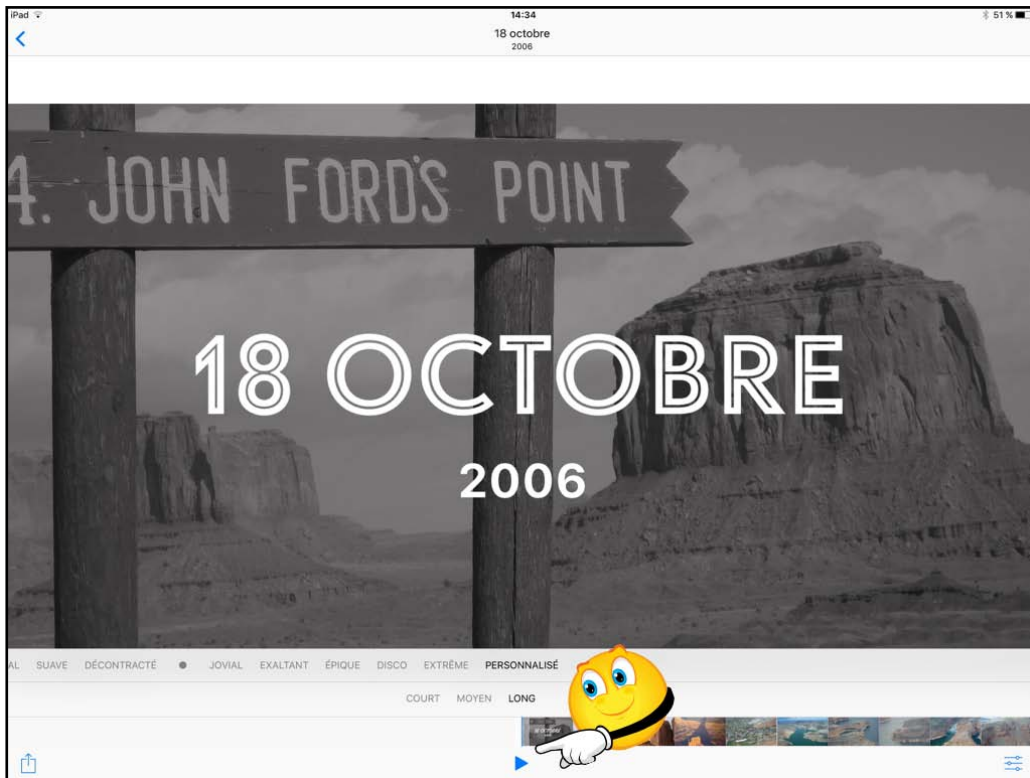 iPad 14:34 51 %
18 octobre
2006
4. JOHN FORD'S POINT
18 OCTOBRE
2006
AL SUAVE DÉCONTRACTÉ JOVIAL EXALTANT ÉPIQUE DISCO EXTRÊME PERSONNALISÉ
COURT MOYEN LONG